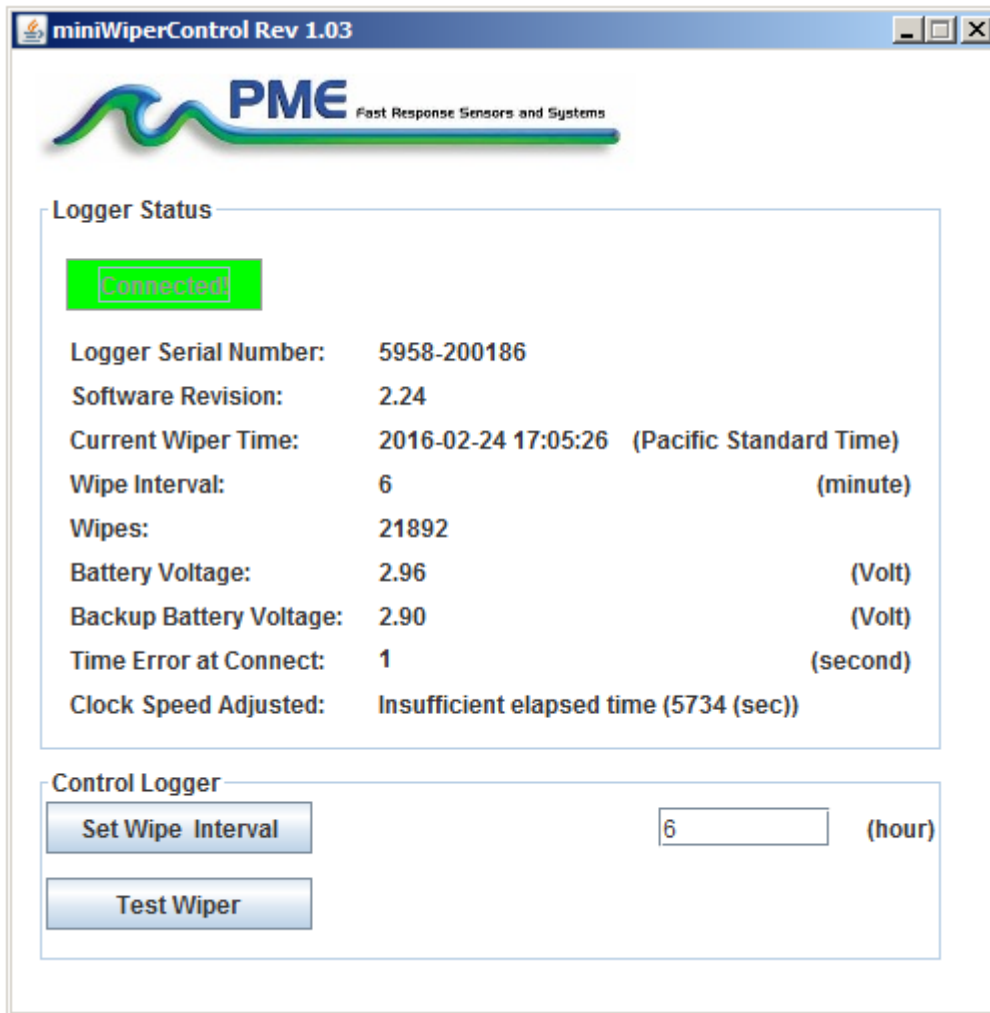 miniWiperControl Rev 1.03
PME Fast Response Sensors and Systems
Logger Status
Connected!
Logger Serial Number: 5958-200186
Software Revision: 2.24
Current Wiper Time: 2016-02-24 17:05:26 (Pacific Standard Time)
Wipe Interval: 6 (minute)
Wipes: 21892
Battery Voltage: 2.96 (Volt)
Backup Battery Voltage: 2.90 (Volt)
Time Error at Connect: 1 (second)
Clock Speed Adjusted: Insufficient elapsed time (5734 (sec))
Control Logger
Set Wipe Interval 6 (hour)
Test Wiper